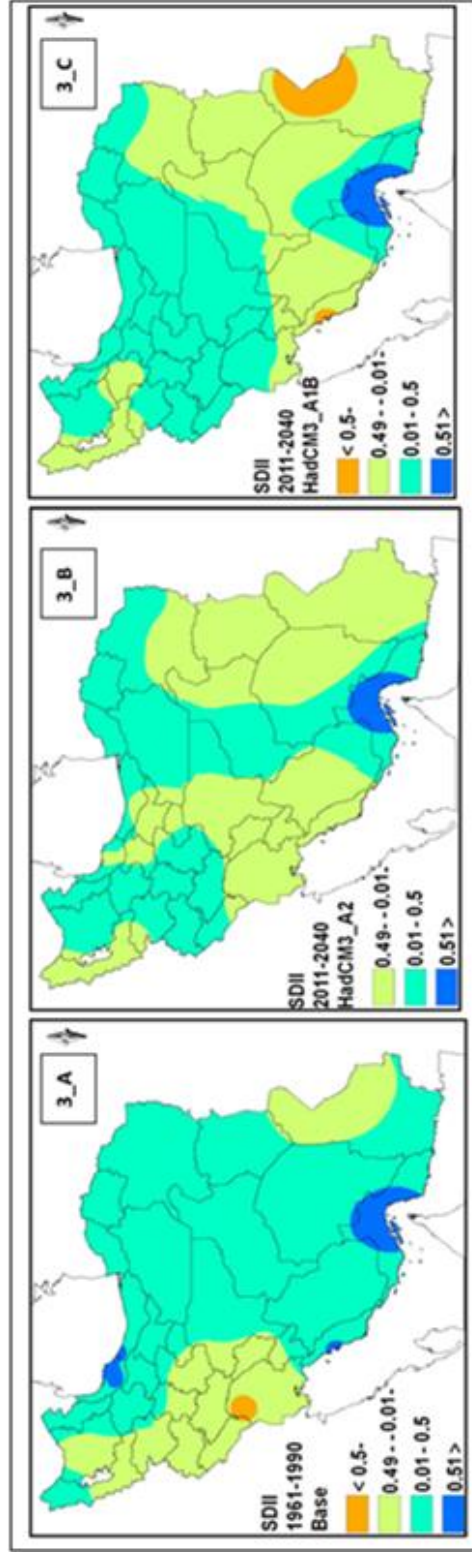 3_A
SDII
1961-1990
Base
< 0.5-
0.49 - - 0.01-
0.01 - 0.5
0.51 >
3_B
SDII
2011-2040
HadCM3_A2
0.49- - 0.01-
0.01 - 0.5
0.51 >
3_C
SDII
2011-2040
HadCM3_A1B
< 0.5-
0.49 - - 0.01-
0.01 - 0.5
0.51 >